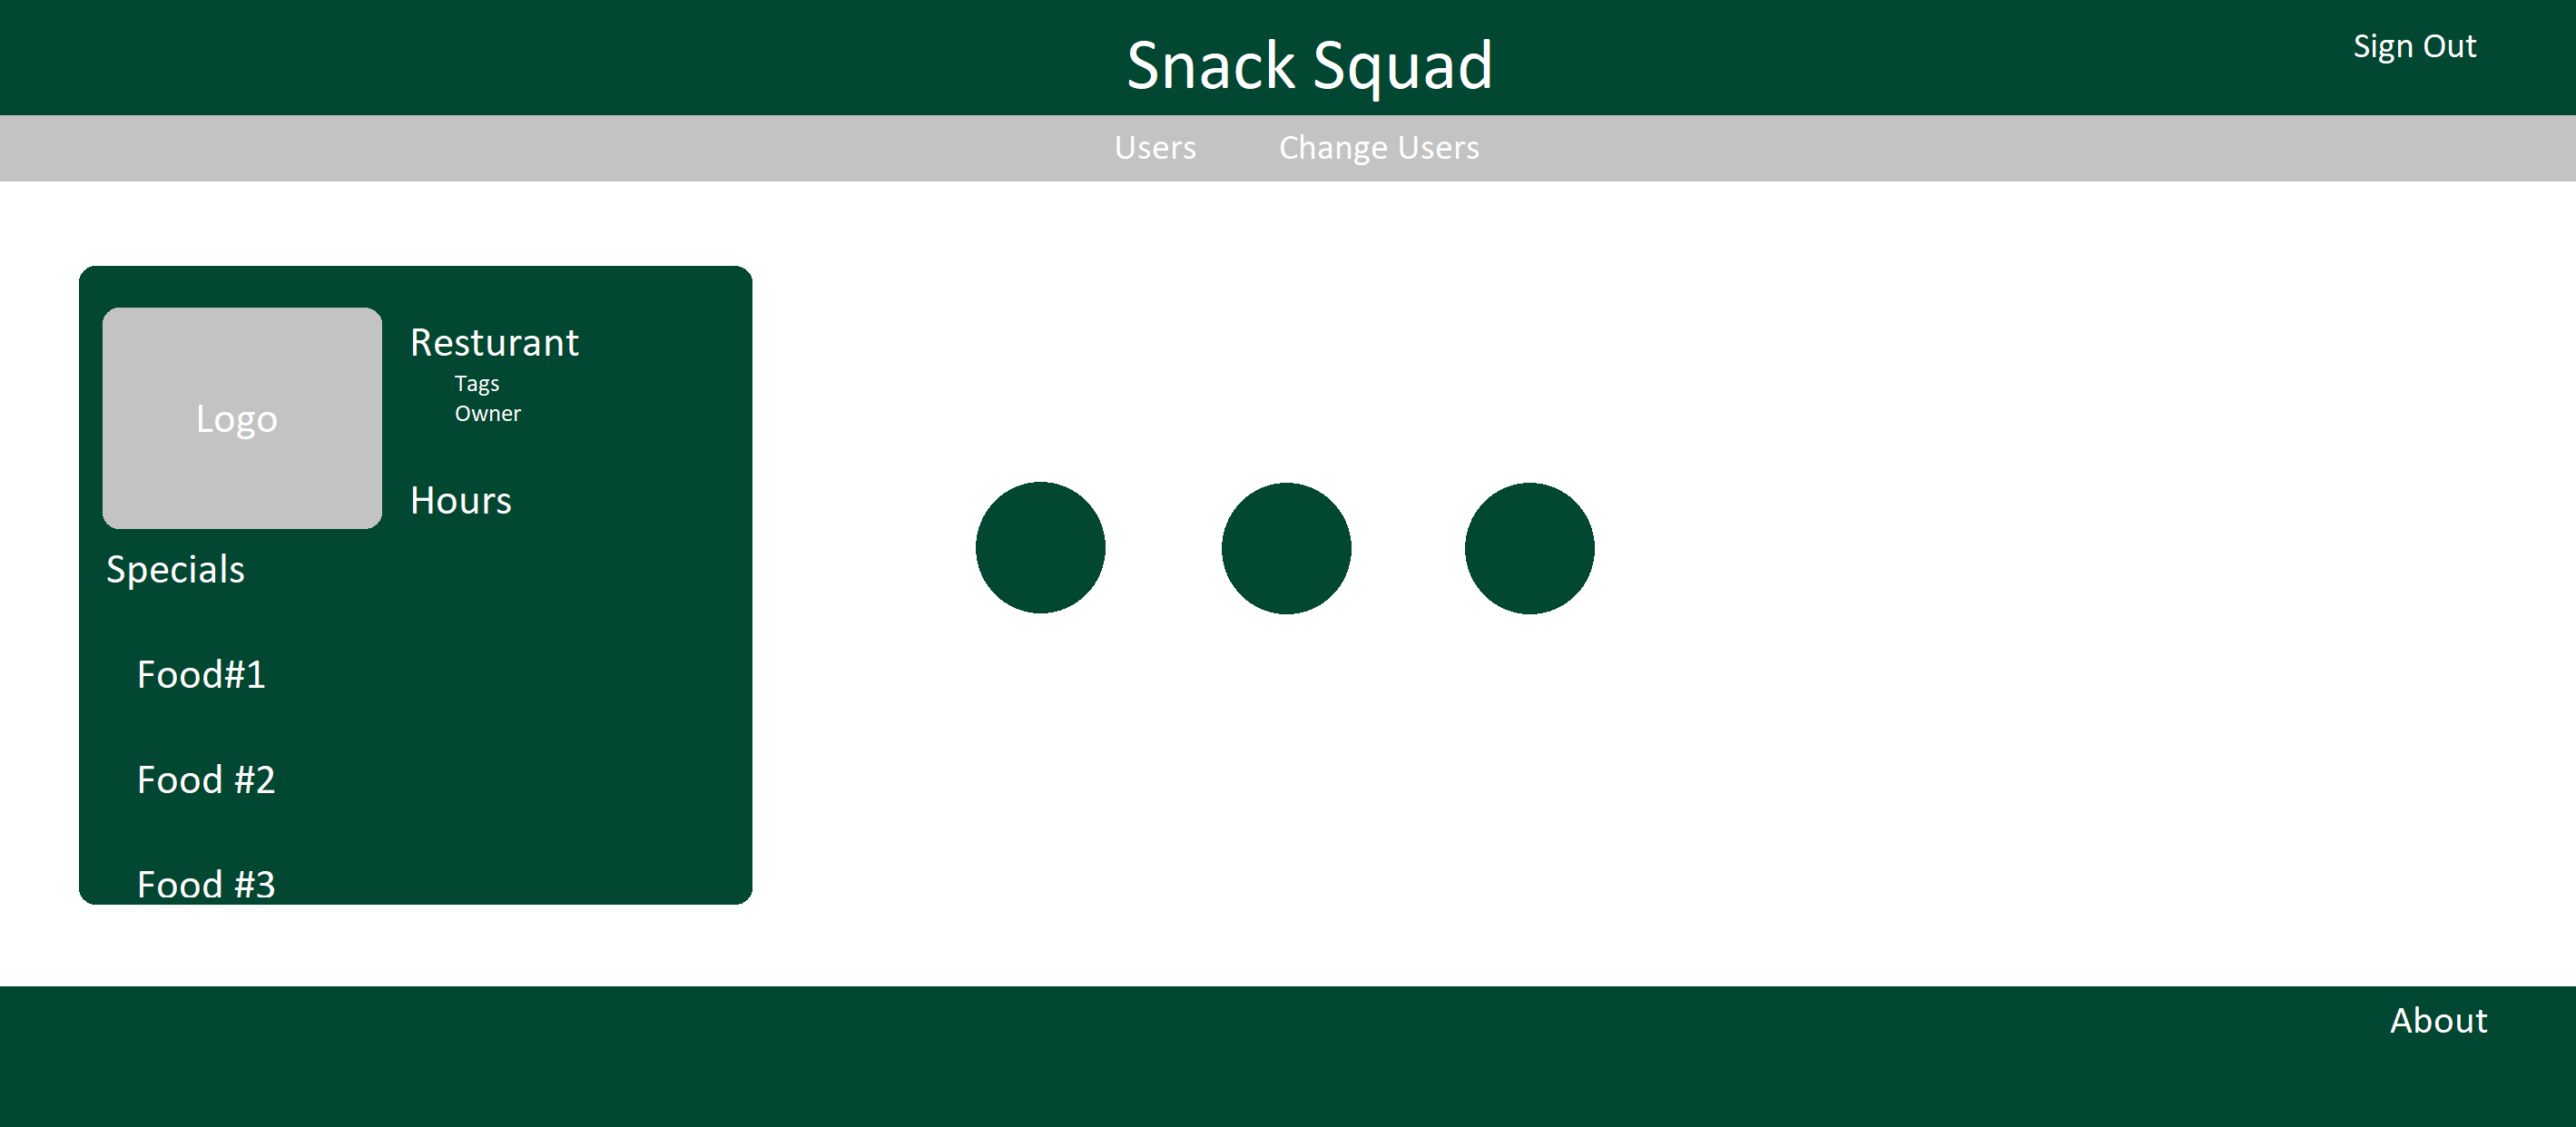 Snack Squad
Sign Out
Users
Change Users
Logo
Resturant
Tags
Owner
Hours
Specials
Food#1
Food #2
Food #3
About